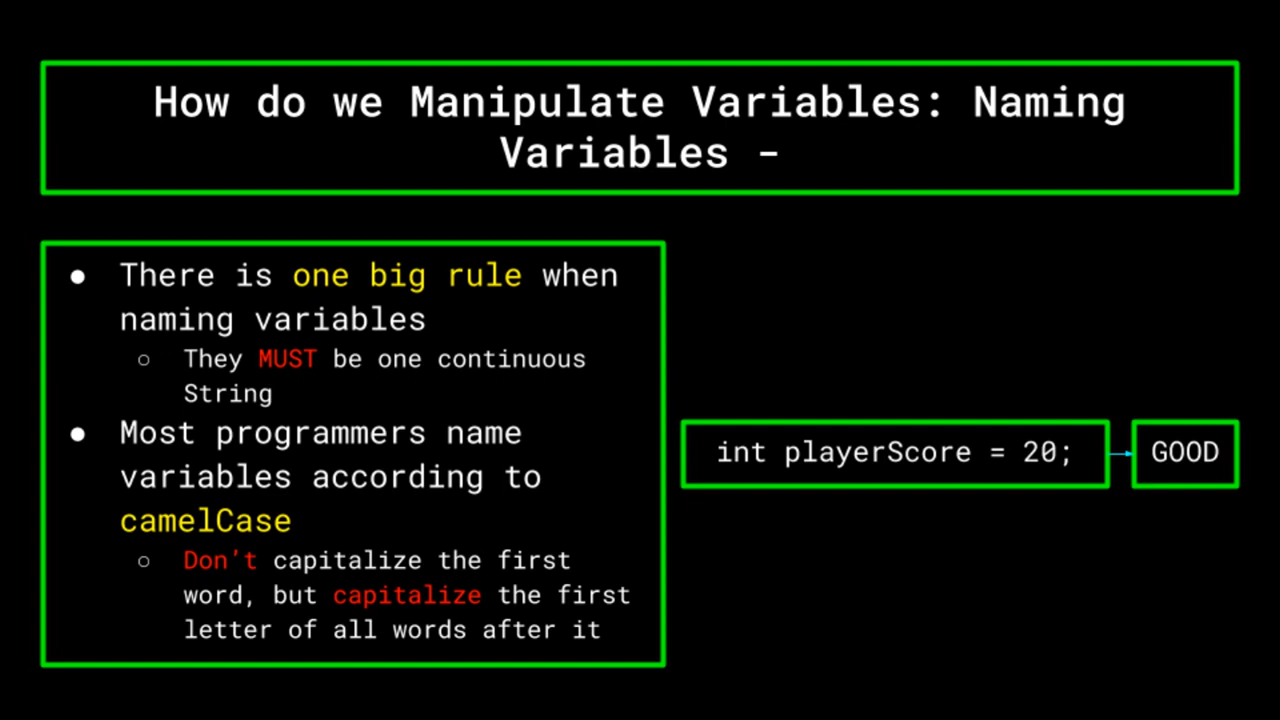 How do we Manipulate Variables: Naming
Variables -
● There is one big rule when
naming variables
○ They MUST be one continuous
String
● Most programmers name
variables according to
camelCase
○ Don't capitalize the first
word, but capitalize the first
letter of all words after it
int playerScore = 20;
GOOD